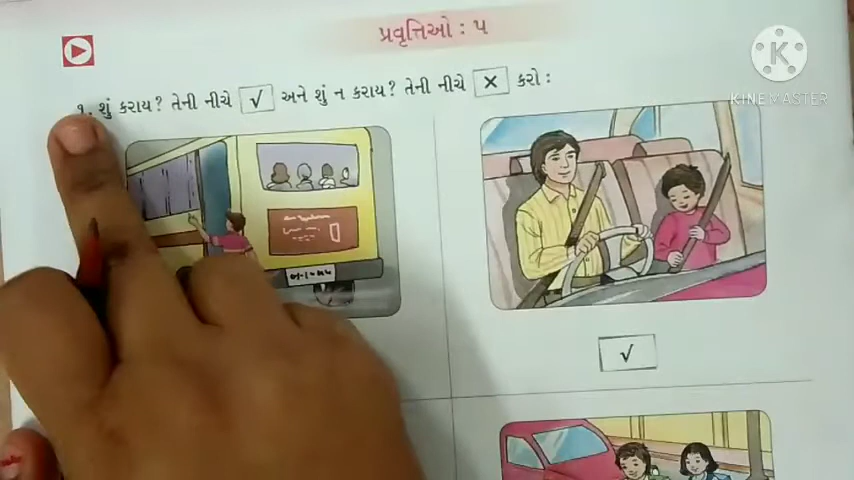 પ્રવૃત્તિઓ : ૫
૧. શું કરાય? તેની નીચે √ અને શું ન કરાય? તેની નીચે × કરો :
√
K
KINEMASTER